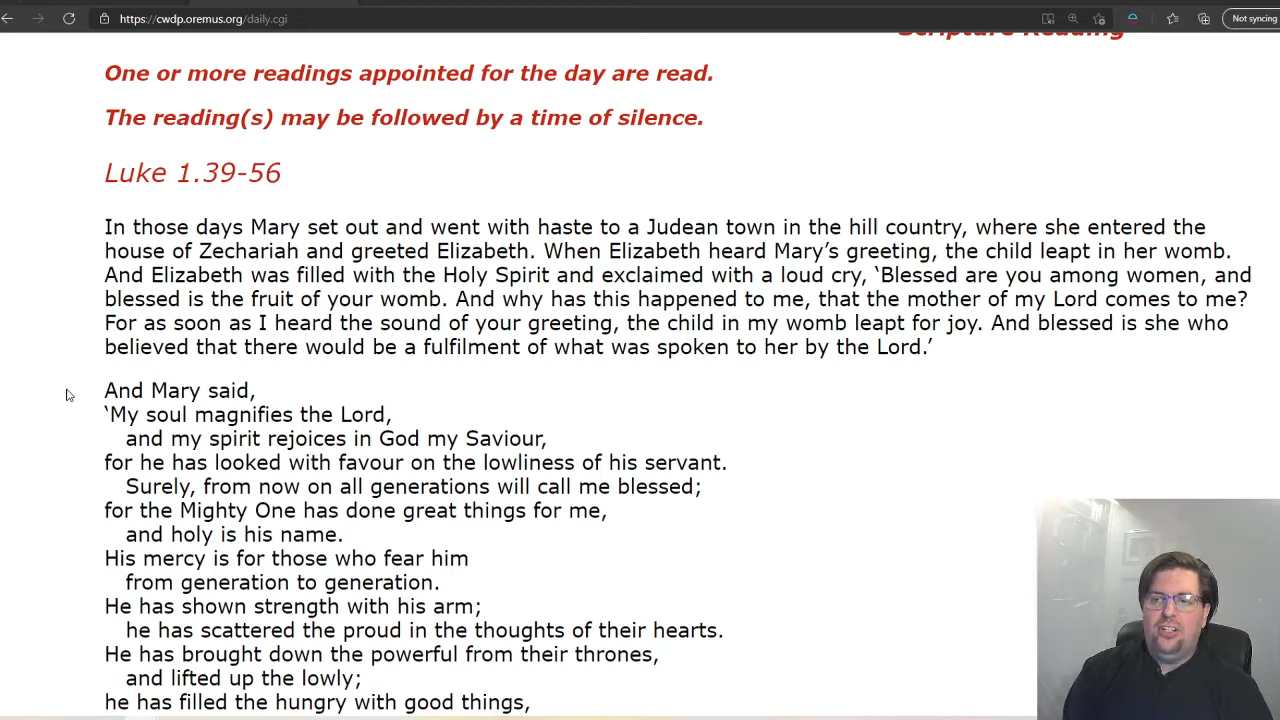 https://cwdp.oremus.org/daily.cgi
Not syncing
Scripture Reading
One or more readings appointed for the day are read.
The reading(s) may be followed by a time of silence.
Luke 1.39-56
In those days Mary set out and went with haste to a Judean town in the hill country, where she entered the
house of Zechariah and greeted Elizabeth. When Elizabeth heard Mary’s greeting, the child leapt in her womb.
And Elizabeth was filled with the Holy Spirit and exclaimed with a loud cry, ‘Blessed are you among women, and
blessed is the fruit of your womb. And why has this happened to me, that the mother of my Lord comes to me?
For as soon as I heard the sound of your greeting, the child in my womb leapt for joy. And blessed is she who
believed that there would be a fulfilment of what was spoken to her by the Lord.’
And Mary said,
‘My soul magnifies the Lord,
and my spirit rejoices in God my Saviour,
for he has looked with favour on the lowliness of his servant.
Surely, from now on all generations will call me blessed;
for the Mighty One has done great things for me,
and holy is his name.
His mercy is for those who fear him
from generation to generation.
He has shown strength with his arm;
he has scattered the proud in the thoughts of their hearts.
He has brought down the powerful from their thrones,
and lifted up the lowly;
he has filled the hungry with good things,